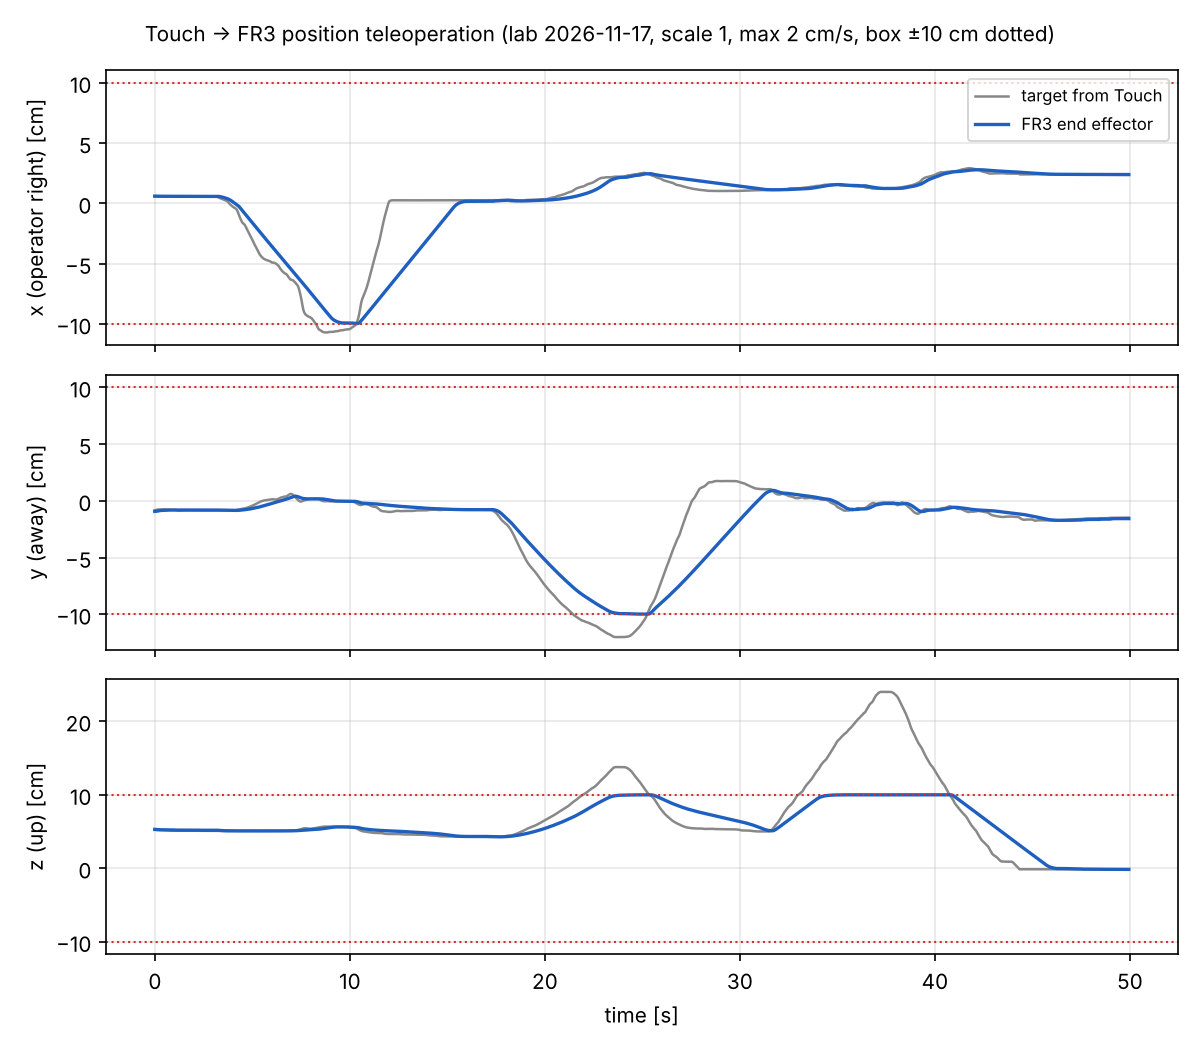 Touch → FR3 position teleoperation (lab 2026-11-17, scale 1, max 2 cm/s, box ±10 cm dotted)
x (operator right) [cm]
10
5
0
−5
−10
target from Touch
FR3 end effector
y (away) [cm]
10
5
0
−5
−10
z (up) [cm]
20
10
0
−10
0 10 20 30 40 50
time [s]